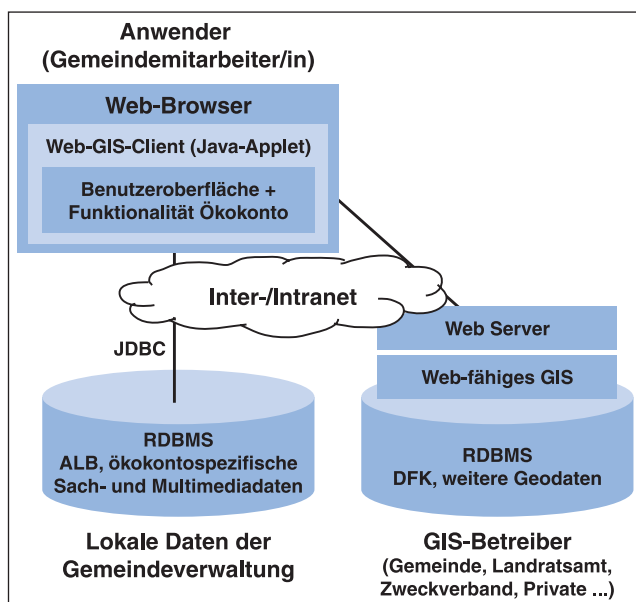 Anwender
(Gemeindemitarbeiter/in)
Web-Browser
Web-GIS-Client (Java-Applet)
Benutzeroberfläche +
Funktionalität Ökokonto
Inter-/Intranet
JDBC
Web Server
Web-fähiges GIS
RDBMS
ALB, ökokontospezifische
Sach- und Multimediadaten
RDBMS
DFK, weitere Geodaten
Lokale Daten der
Gemeindeverwaltung
GIS-Betreiber
(Gemeinde, Landratsamt,
Zweckverband, Private ...)